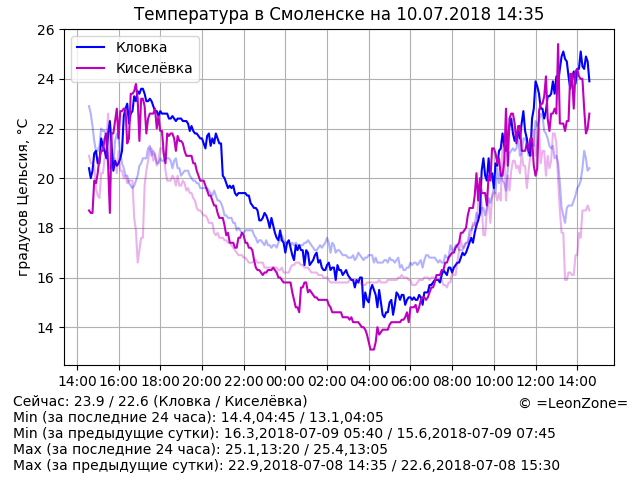 Температура в Смоленске на 10.07.2018 14:35
Кловка
Киселёвка
градусов Цельсия, °C
26
24
22
20
18
16
14
14:00 16:00 18:00 20:00 22:00 00:00 02:00 04:00 06:00 08:00 10:00 12:00 14:00
Сейчас: 23.9 / 22.6 (Кловка / Киселёвка)
© =LeonZone=
Min (за последние 24 часа): 14.4,04:45 / 13.1,04:05
Min (за предыдущие сутки): 16.3,2018-07-09 05:40 / 15.6,2018-07-09 07:45
Max (за последние 24 часа): 25.1,13:20 / 25.4,13:05
Max (за предыдущие сутки): 22.9,2018-07-08 14:35 / 22.6,2018-07-08 15:30